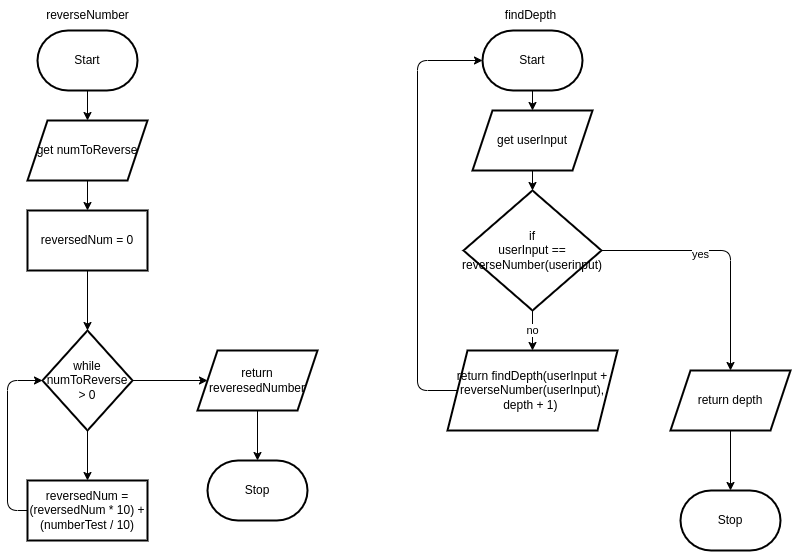 reverseNumber
Start
get numToReverse
reversedNum = 0
while
numToReverse
> 0
return
reveresedNumber
Stop
reversedNum =
(reversedNum * 10) +
(numberTest / 10)
findDepth
Start
get userInput
if
userInput ==
reverseNumber(userinput)
yes
no
return findDepth(userInput +
reverseNumber(userInput),
depth + 1)
return depth
Stop